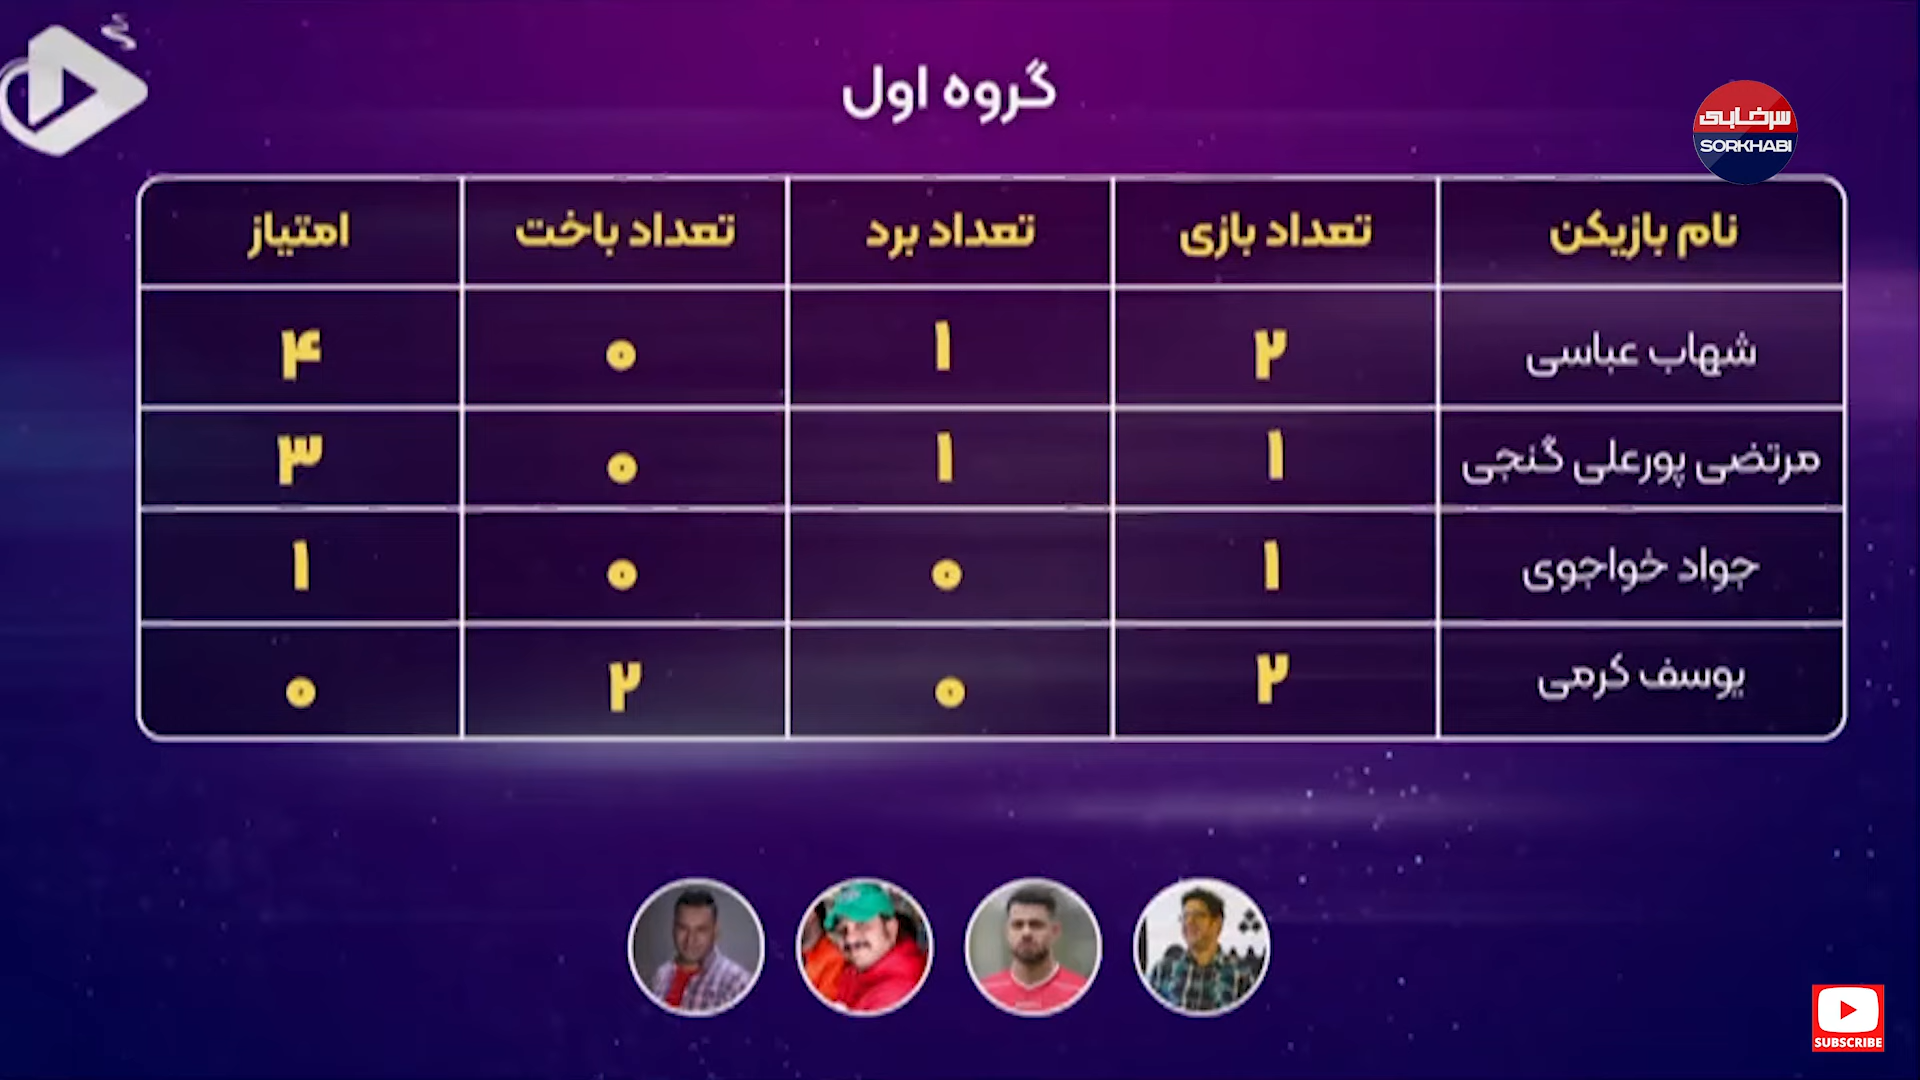 گروه اول
سرخابی
SORKHABI
نام بازیکن تعداد بازی تعداد برد تعداد باخت امتیاز
شهاب عباسی ۲ ۱ ۰ ۴
مرتضی پورعلی گنجی ۱ ۱ ۰ ۳
جواد خواجوی ۱ ۰ ۰ ۱
یوسف کرمی ۲ ۰ ۲ ۰
SUBSCRIBE